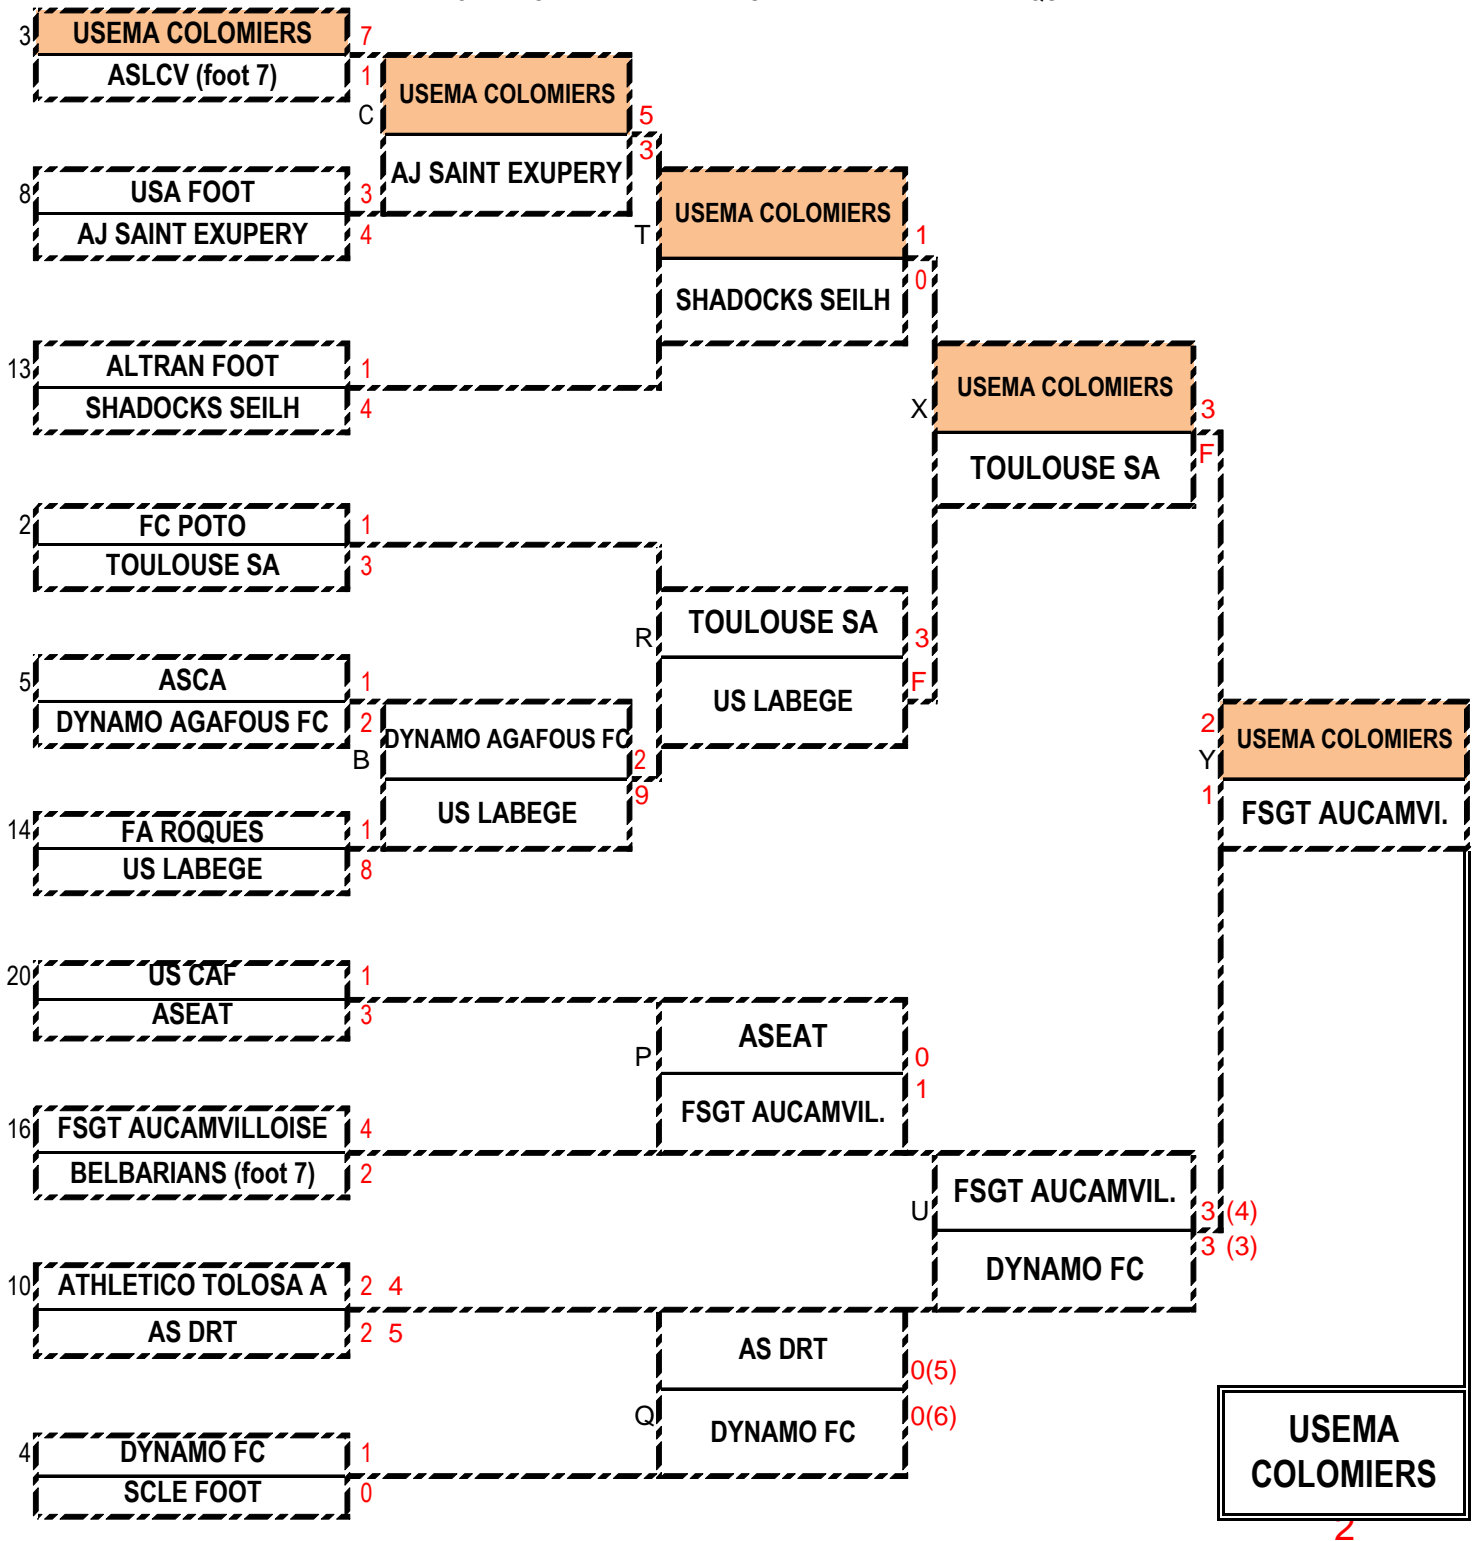 3 USEMA COLOMIERS 7
ASLCV (foot 7) 1
C USEMA COLOMIERS 5
AJ SAINT EXUPERY 3
8 USA FOOT 3
AJ SAINT EXUPERY 4
T USEMA COLOMIERS 1
SHADOCKS SEILH 0
13 ALTRAN FOOT 1
SHADOCKS SEILH 4
X USEMA COLOMIERS 3
TOULOUSE SA F
2 FC POTO 1
TOULOUSE SA 3
R TOULOUSE SA 3
US LABEGE F
5 ASCA 1
DYNAMO AGAFOUS FC 2
B DYNAMO AGAFOUS FC 2
US LABEGE 9
14 FA ROQUES 1
US LABEGE 8
2 USEMA COLOMIERS
Y
1 FSGT AUCAMVI.
20 US CAF 1
ASEAT 3
P ASEAT 0
FSGT AUCAMVIL. 1
16 FSGT AUCAMVILLOISE 4
BELBARIANS (foot 7) 2
U FSGT AUCAMVIL. 3 (4)
DYNAMO FC 3 (3)
10 ATHLETICO TOLOSA A 2 4
AS DRT 2 5
Q AS DRT 0(5)
DYNAMO FC 0(6)
4 DYNAMO FC 1
SCLE FOOT 0
USEMA
COLOMIERS
2